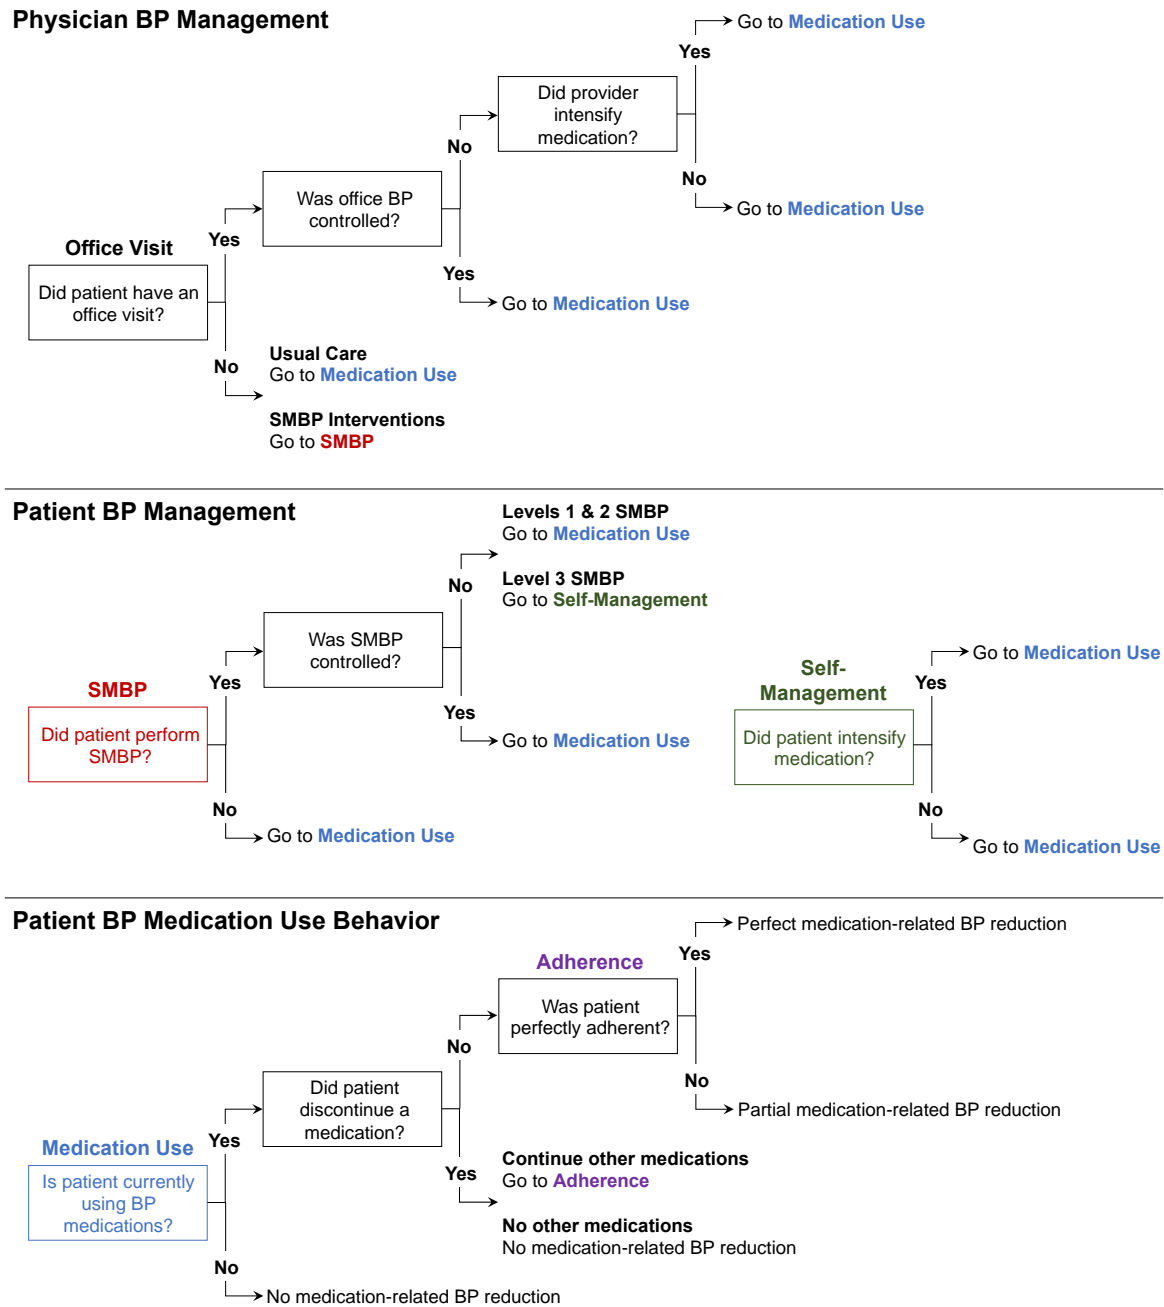 Physician BP Management
Go to Medication Use
Yes
Did provider
intensify
medication?
No
No
Go to Medication Use
Was office BP
controlled?
Yes
Office Visit
Yes
Go to Medication Use
Did patient have an
office visit?
No
Usual Care
Go to Medication Use
SMBP Interventions
Go to SMBP
Patient BP Management
Levels 1 & 2 SMBP
Go to Medication Use
No
Level 3 SMBP
Go to Self-Management
Was SMBP
controlled?
Yes
SMBP
Yes
Go to Medication Use
Did patient perform
SMBP?
No
Go to Medication Use
Self-
Management
Go to Medication Use
Yes
Did patient intensify
medication?
No
Go to Medication Use
Patient BP Medication Use Behavior
Perfect medication-related BP reduction
Yes
Adherence
Was patient
perfectly adherent?
No
No
Partial medication-related BP reduction
Did patient
discontinue a
medication?
Yes
Medication Use
Yes
Continue other medications
Go to Adherence
No other medications
No medication-related BP reduction
Is patient currently
using BP
medications?
No
No medication-related BP reduction